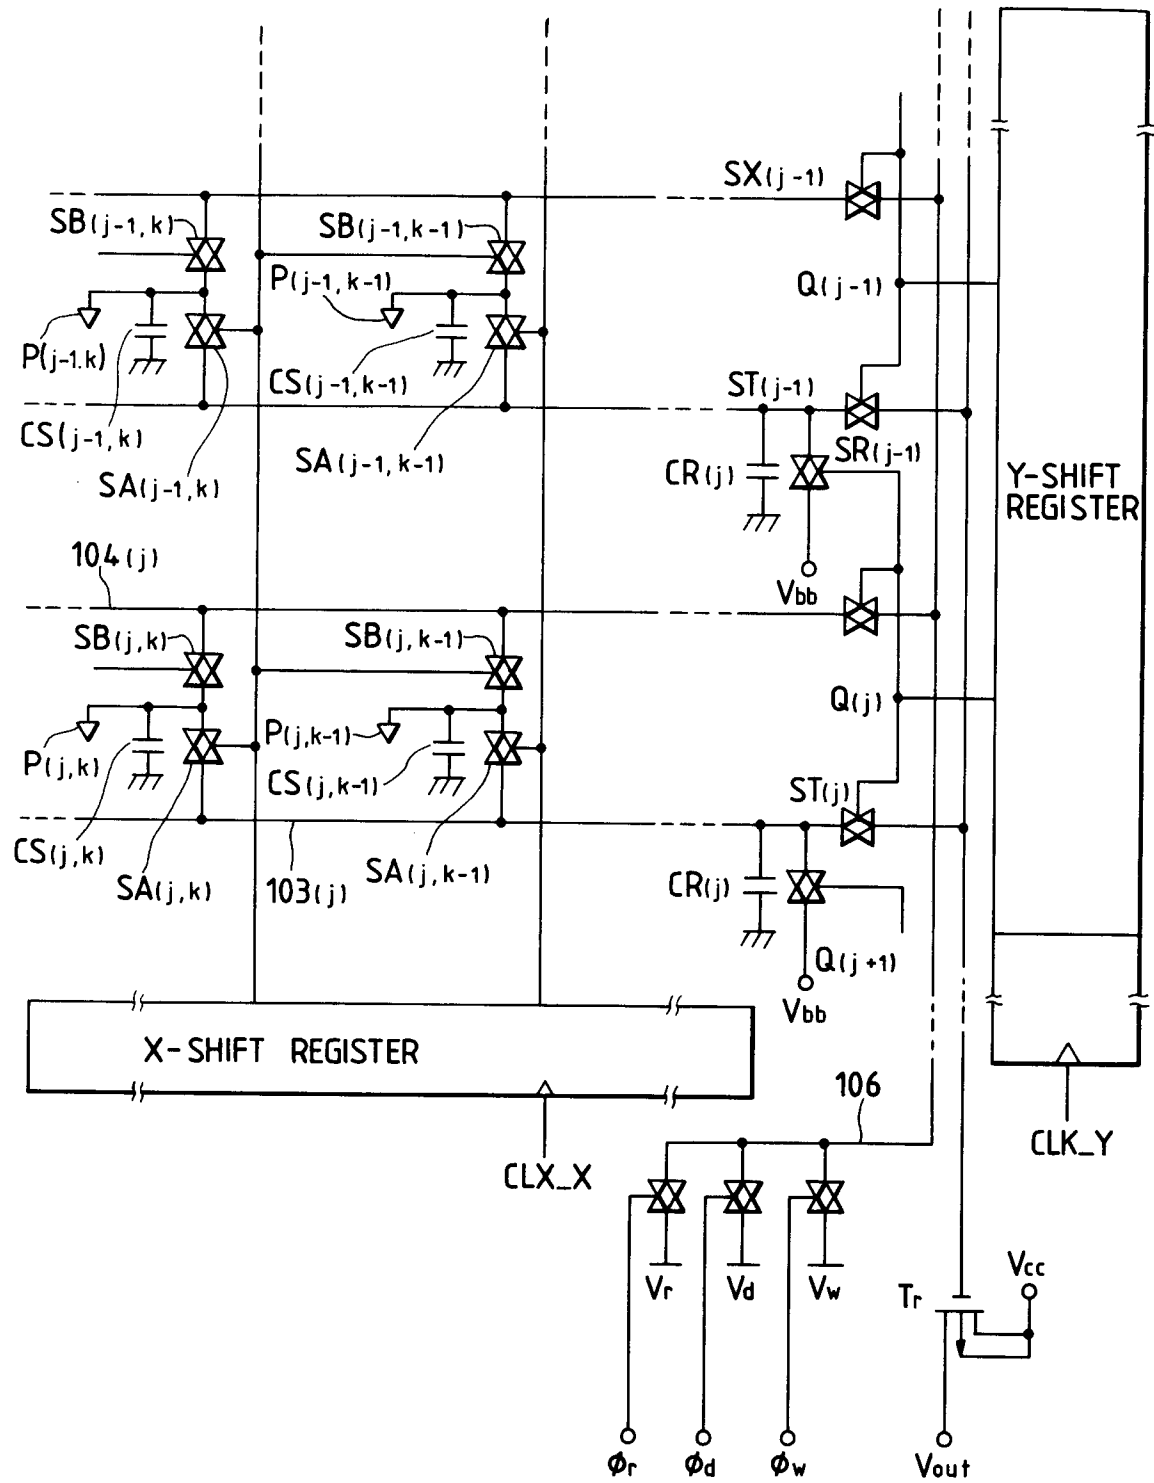 SX(j-1)
SB(j-1,k)
SB(j-1,k-1)
P(j-1,k-1)
Q(j-1)
P(j-1.k)
CS(j-1,k-1)
ST(j-1)
CS(j-1,k)
SA(j-1,k-1)
SR(j-1)
CR(j)
SA(j-1,k)
Y-SHIFT
REGISTER
104(j)
Vbb
SB(j,k)
SB(j,k-1)
Q(j)
P(j,k-1)
P(j,k)
CS(j,k-1)
ST(j)
CS(j,k)
SA(j,k)
103(j)
SA(j,k-1)
CR(j)
Q(j+1)
Vbb
X-SHIFT REGISTER
106
CLK_Y
CLX_X
Vr
Vd
Vw
Tr
Vcc
ϕr
ϕd
ϕw
Vout